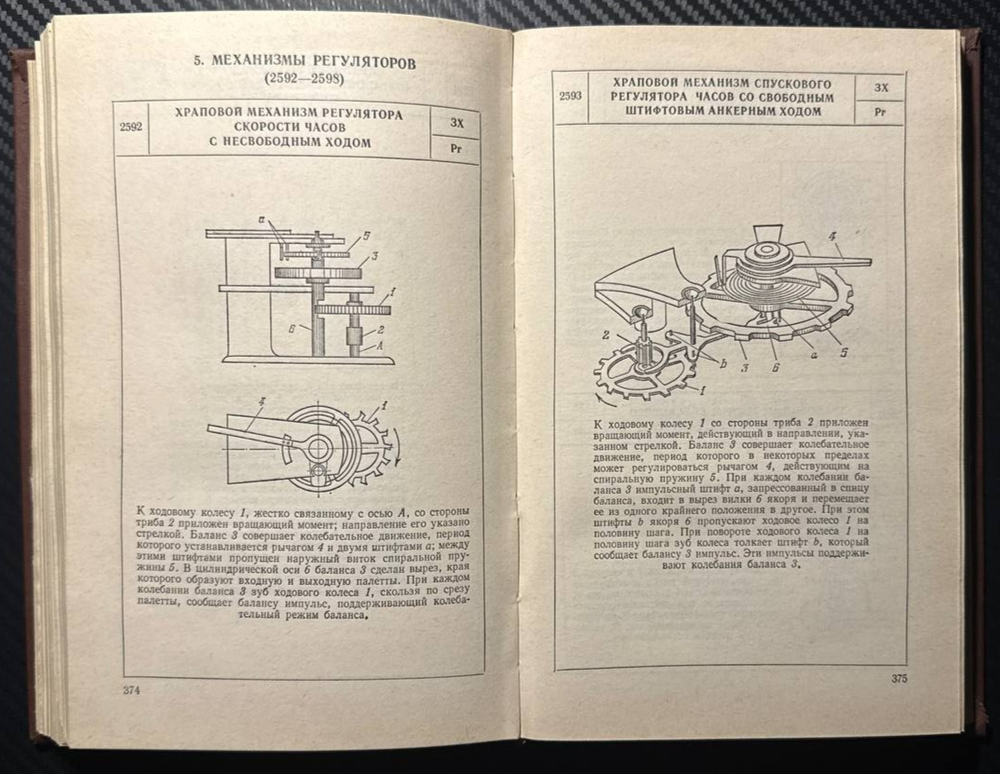 5. МЕХАНИЗМЫ РЕГУЛЯТОРОВ
(2592—2598)
2592
ХРАПОВОЙ МЕХАНИЗМ РЕГУЛЯТОРА
СКОРОСТИ ЧАСОВ
С НЕСВОБОДНЫМ ХОДОМ
ЗХ
Рг
a
5
3
1
6
2
A
4
1
К ходовому колесу 1, жестко связанному с осью A, со стороны
триба 2 приложен вращающий момент; направление его указано
стрелкой. Баланс 3 совершает колебательное движение, период
которого устанавливается рычагом 4 и двумя штифтами a; между
этими штифтами пропущен наружный виток спиральной пру-
жины 5. В цилиндрической оси 6 баланса 3 сделан вырез, края
которого образуют входную и выходную палетты. При каждом
колебании баланса 3 зуб ходового колеса 1, скользя по срезу
палетты, сообщает балансу импульс, поддерживающий колеба-
тельный режим баланса.
374
2593
ХРАПОВОЙ МЕХАНИЗМ СПУСКОВОГО
РЕГУЛЯТОРА ЧАСОВ СО СВОБОДНЫМ
ШТИФТОВЫМ АНКЕРНЫМ ХОДОМ
ЗХ
Рг
4
2
b
3
6
a
5
1
К ходовому колесу 1 со стороны триба 2 приложен
вращающий момент, действующий в направлении, ука-
занном стрелкой. Баланс 3 совершает колебательное
движение, период которого в некоторых пределах
может регулироваться рычагом 4, действующим на
спиральную пружину 5. При каждом колебании ба-
ланса 3 импульсный штифт a, запрессованный в спицу
баланса, входит в вырез вилки 6 якоря и перемещает
ее из одного крайнего положения в другое. При этом
штифты b якоря 6 пропускают ходовое колесо 1 на
половину шага. При повороте ходового колеса 1 на
половину шага зуб колеса толкает штифт b, который
сообщает балансу 3 импульс. Эти импульсы поддержи-
вают колебания баланса 3.
375